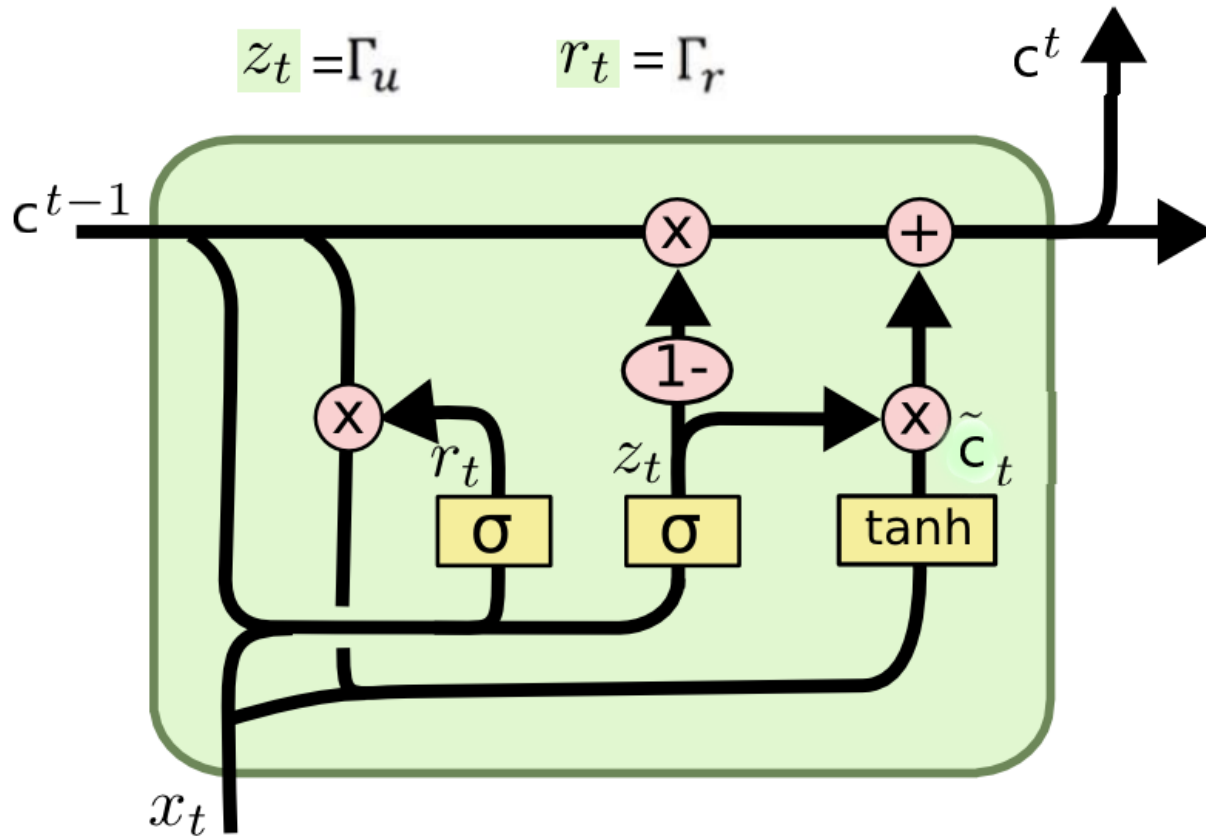 z_t = Γ_u r_t = Γ_r
c^t
c^{t−1}
x +
1-
x x
r_t z_t c̃_t
σ σ tanh
x_t